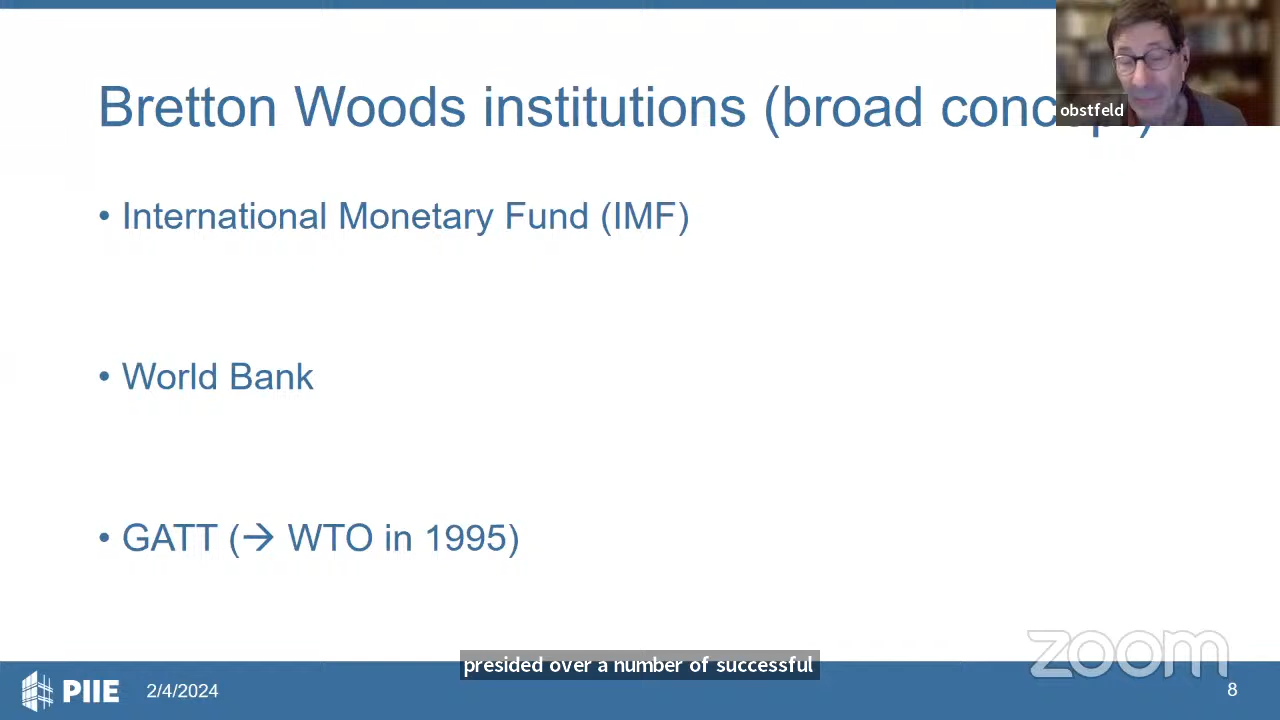 Bretton Woods institutions (broad concept)
obstfeld
• International Monetary Fund (IMF)
• World Bank
• GATT (→ WTO in 1995)
zoom
presided over a number of successful
PIIE
2/4/2024
8